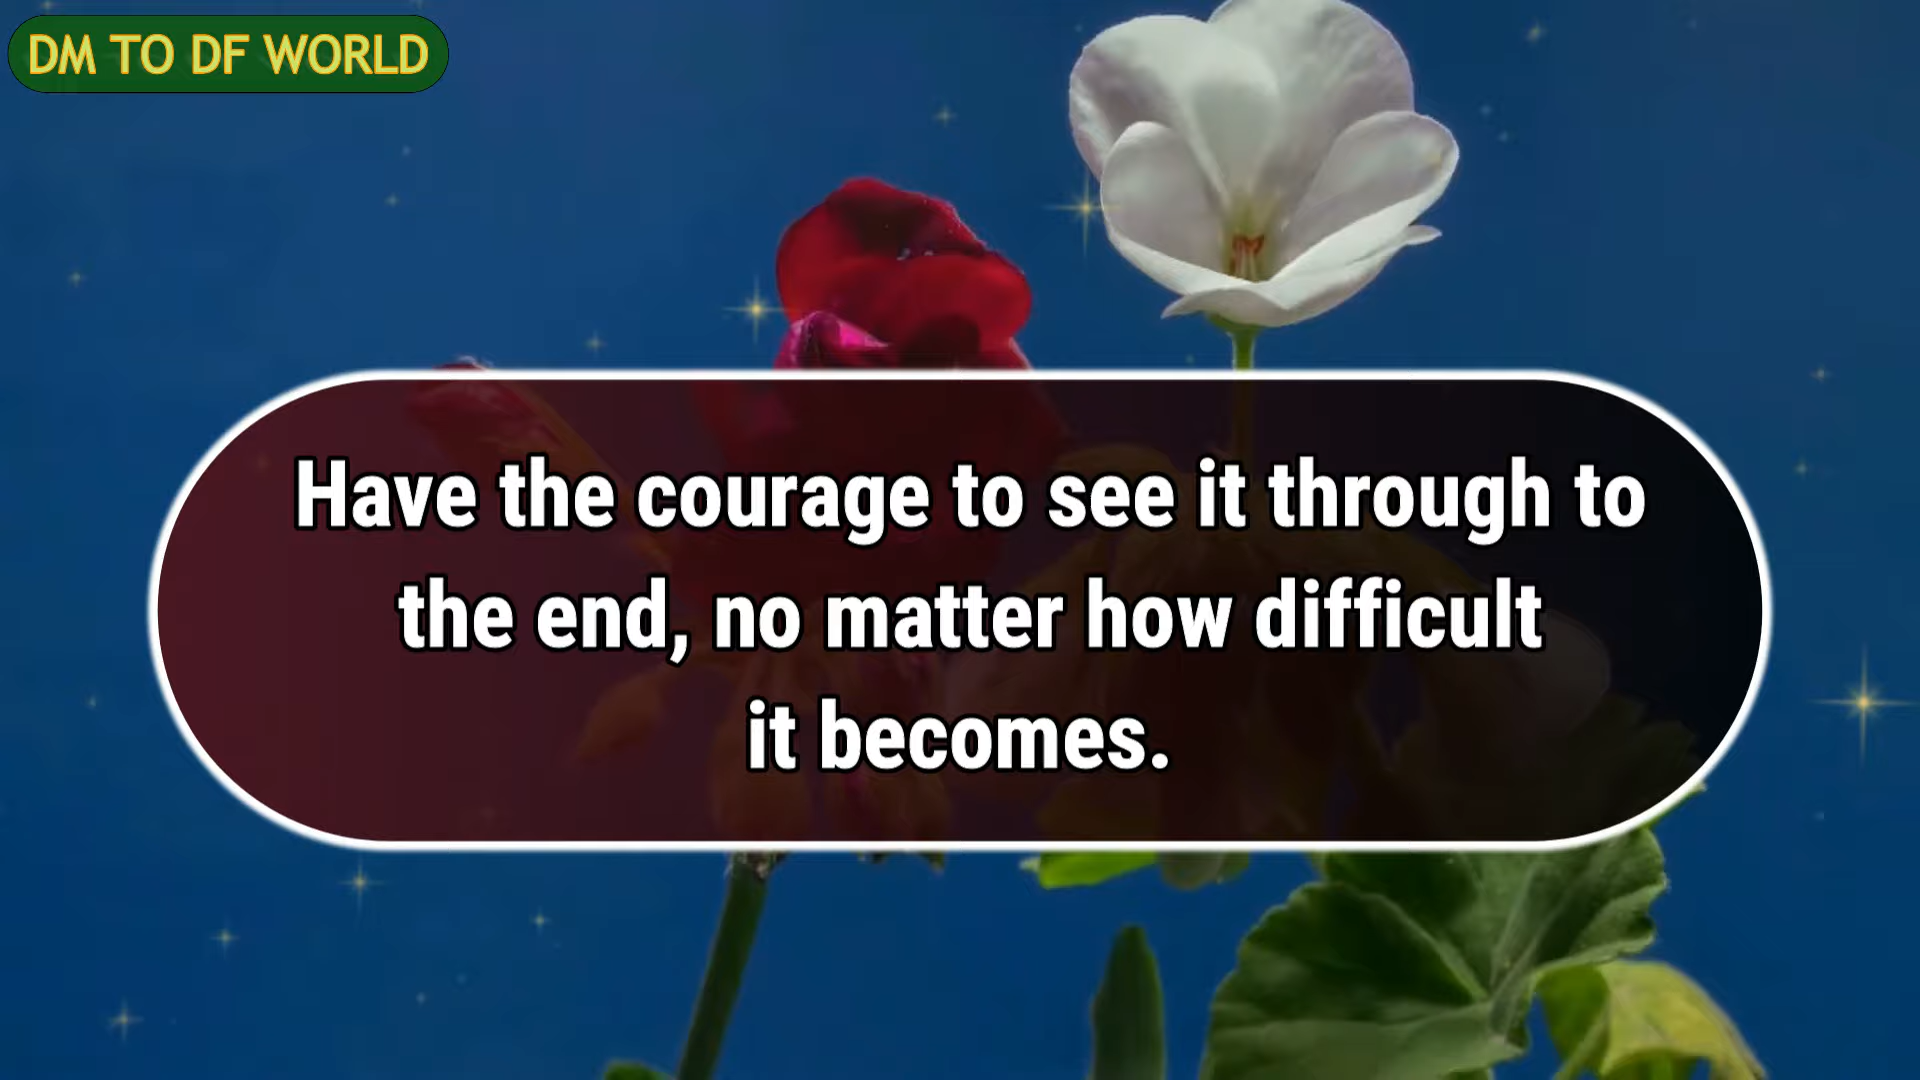 DM TO DF WORLD
Have the courage to see it through to
the end, no matter how difficult
it becomes.